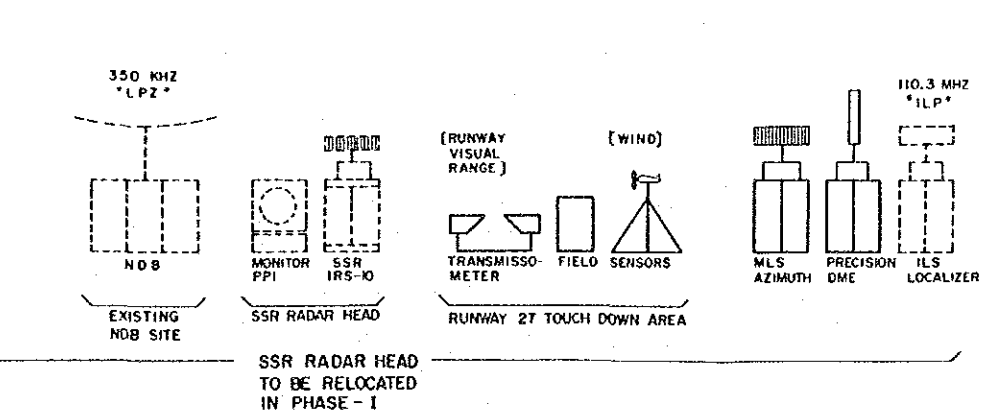 350 KHZ
"LPZ"
110.3 MHZ
"ILP"
[RUNWAY
VISUAL
RANGE]
[WIND]
NDB
MONITOR
PPI
SSR
IRS-10
TRANSMISSO-
METER
FIELD
SENSORS
MLS
AZIMUTH
PRECISION
DME
ILS
LOCALIZER
EXISTING
NDB SITE
SSR RADAR HEAD
RUNWAY 27 TOUCH DOWN AREA
SSR RADAR HEAD
TO BE RELOCATED
IN PHASE-I